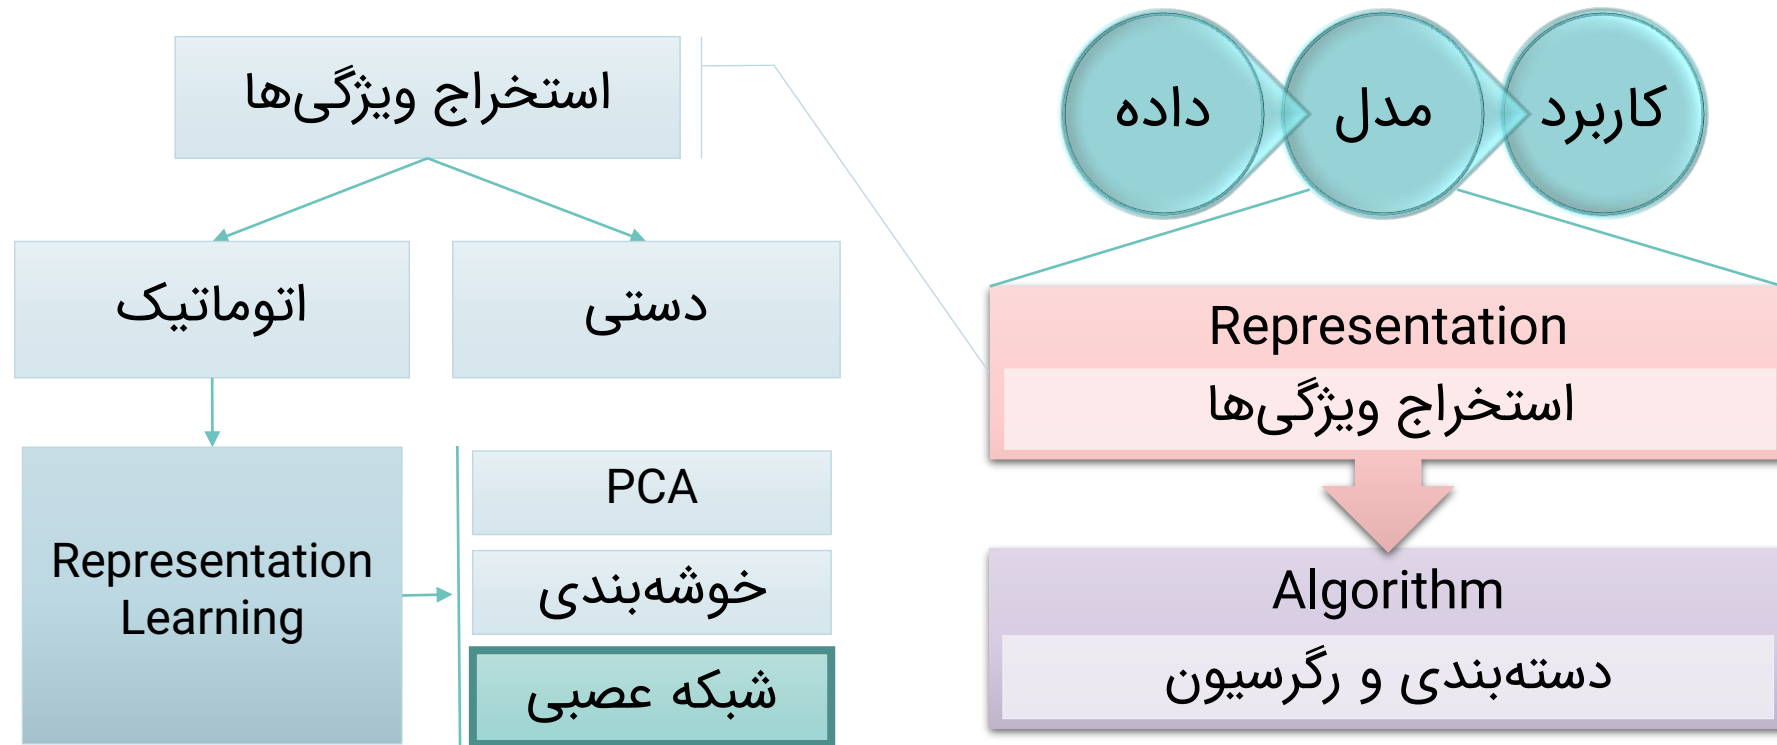 استخراج ویژگی‌ها
داده
مدل
کاربرد
اتوماتیک
دستی
Representation
استخراج ویژگی‌ها
Representation
Learning
PCA
خوشه‌بندی
شبکه عصبی
Algorithm
دسته‌بندی و رگرسیون